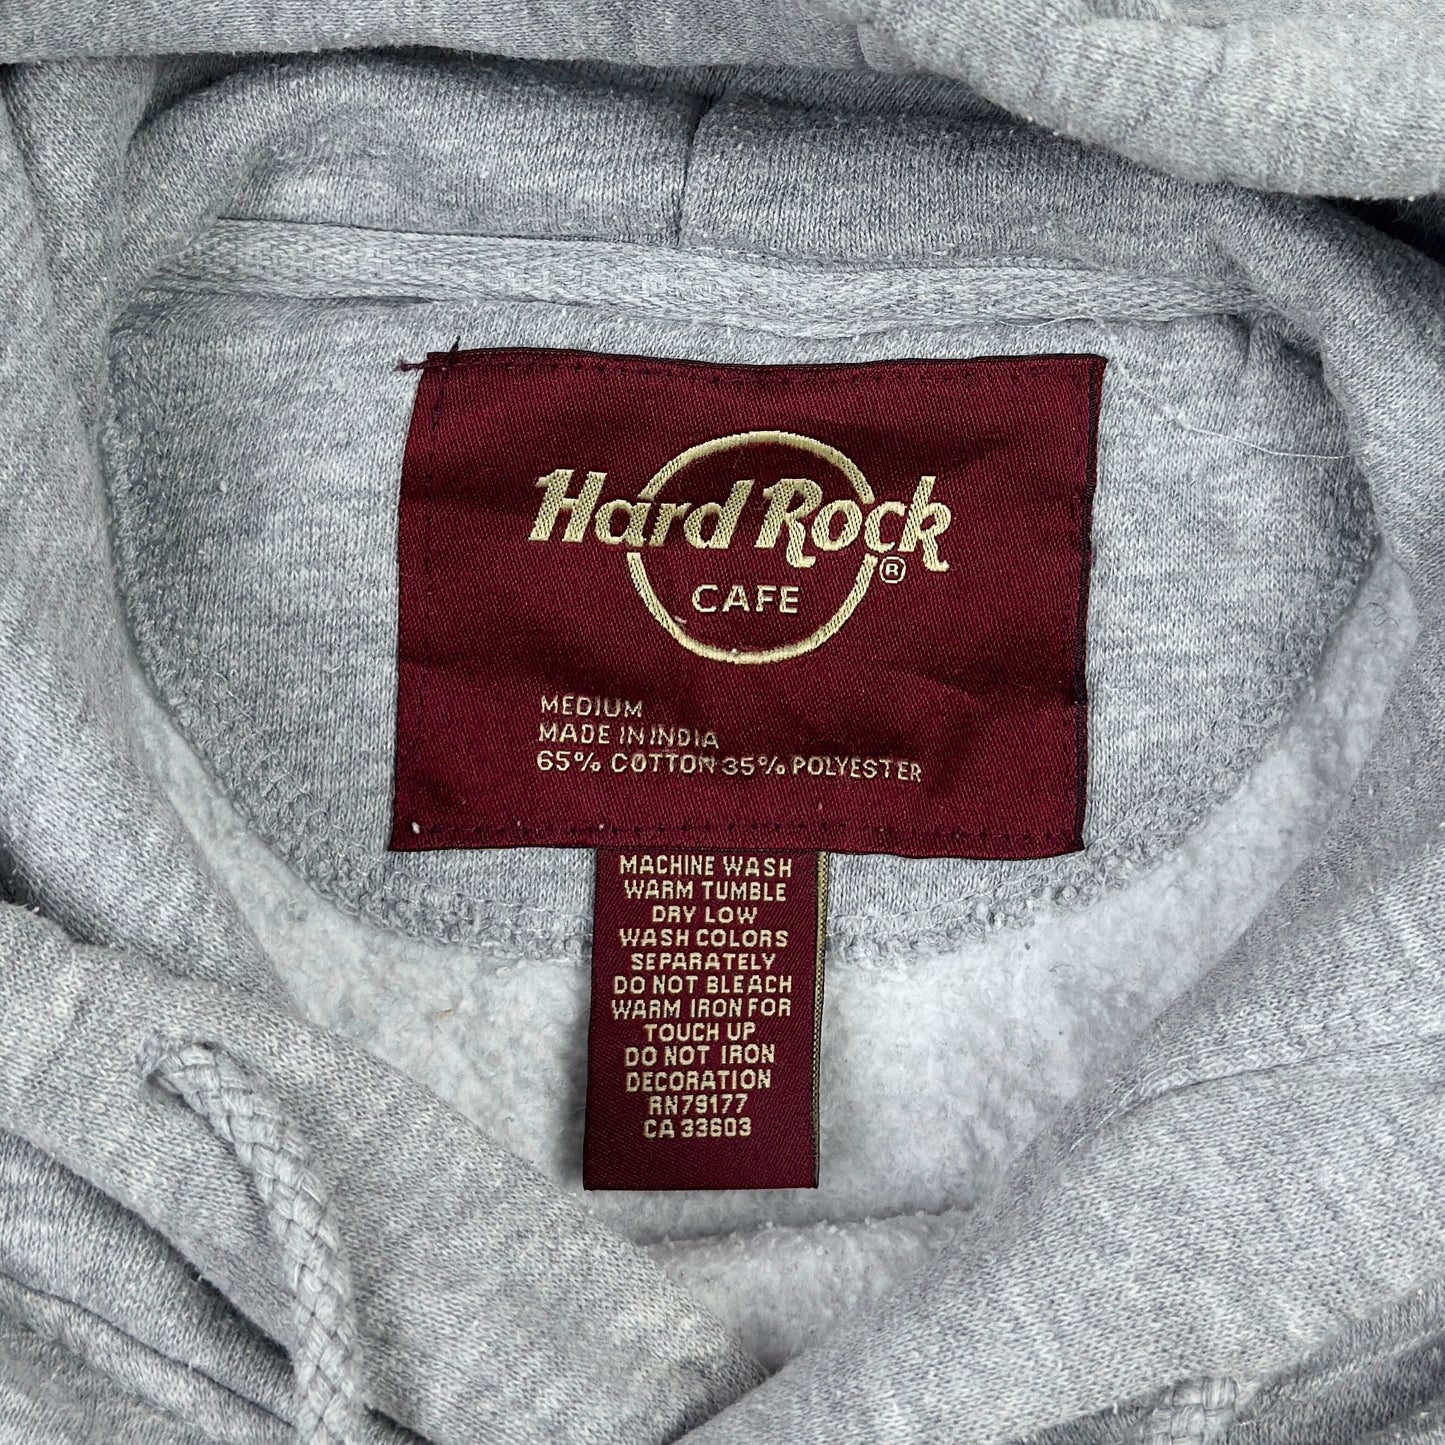 Hard Rock ®
CAFE
MEDIUM
MADE IN INDIA
65% COTTON 35% POLYESTER
MACHINE WASH
WARM TUMBLE
DRY LOW
WASH COLORS
SEPARATELY
DO NOT BLEACH
WARM IRON FOR
TOUCH UP
DO NOT IRON
DECORATION
RN79177
CA 33603